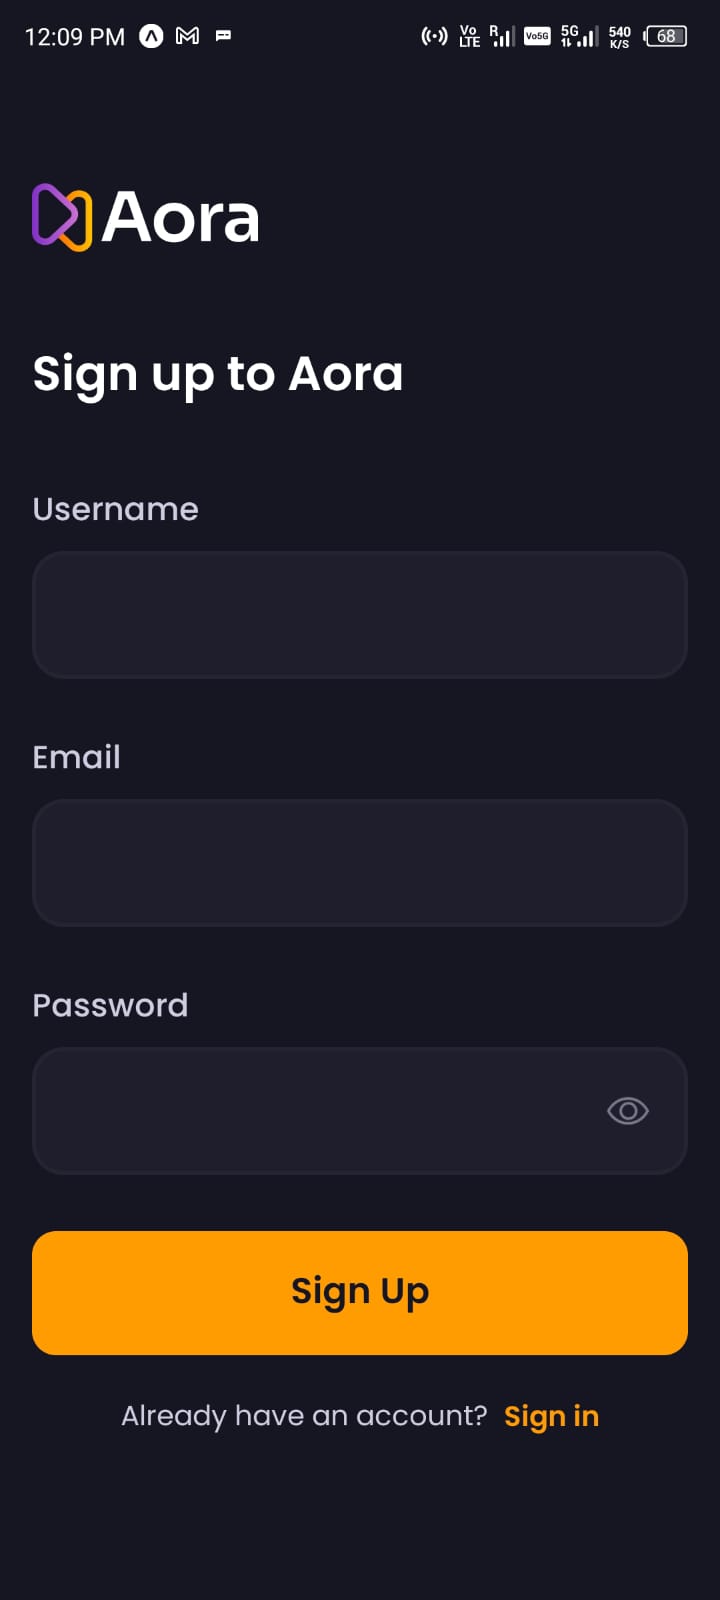 12:09 PM Vo LTE R Vo5G 5G 540 K/S 68
Aora
Sign up to Aora
Username
Email
Password
Sign Up
Already have an account? Sign in